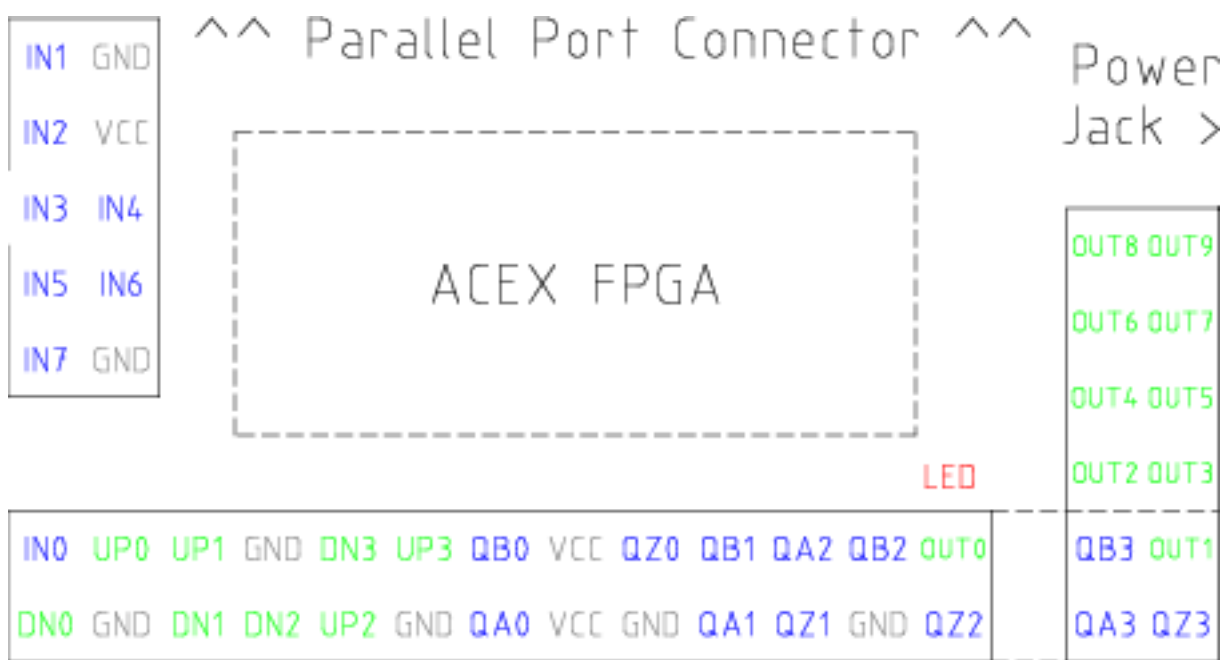 ^^ Parallel Port Connector ^^
Power
Jack >
IN1 GND
IN2 VCC
IN3 IN4
IN5 IN6
IN7 GND
ACEX FPGA
OUT8 OUT9
OUT6 OUT7
OUT4 OUT5
OUT2 OUT3
LED
IN0 UP0 UP1 GND DN3 UP3 QB0 VCC QZ0 QB1 QA2 QB2 OUT0
DN0 GND DN1 DN2 UP2 GND QA0 VCC GND QA1 QZ1 GND QZ2
QB3 OUT1
QA3 QZ3